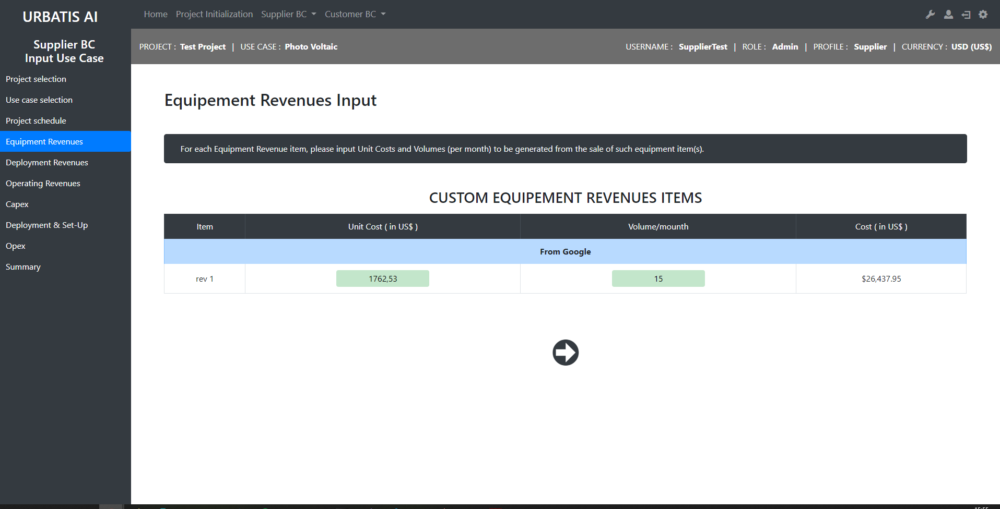 URBATIS AI
Home Project Initialization Supplier BC Customer BC
Supplier BC
Input Use Case
Project selection
Use case selection
Project schedule
Equipment Revenues
Deployment Revenues
Operating Revenues
Capex
Deployment & Set-Up
Opex
Summary
PROJECT : Test Project | USE CASE : Photo Voltaic
USERNAME : SupplierTest | ROLE : Admin | PROFILE : Supplier | CURRENCY : USD (US$)
Equipement Revenues Input
For each Equipment Revenue item, please input Unit Costs and Volumes (per month) to be generated from the sale of such equipment item(s).
CUSTOM EQUIPEMENT REVENUES ITEMS
Item Unit Cost ( in US$ ) Volume/mounth Cost ( in US$ )
From Google
rev 1 1762,53 15 $26,437.95